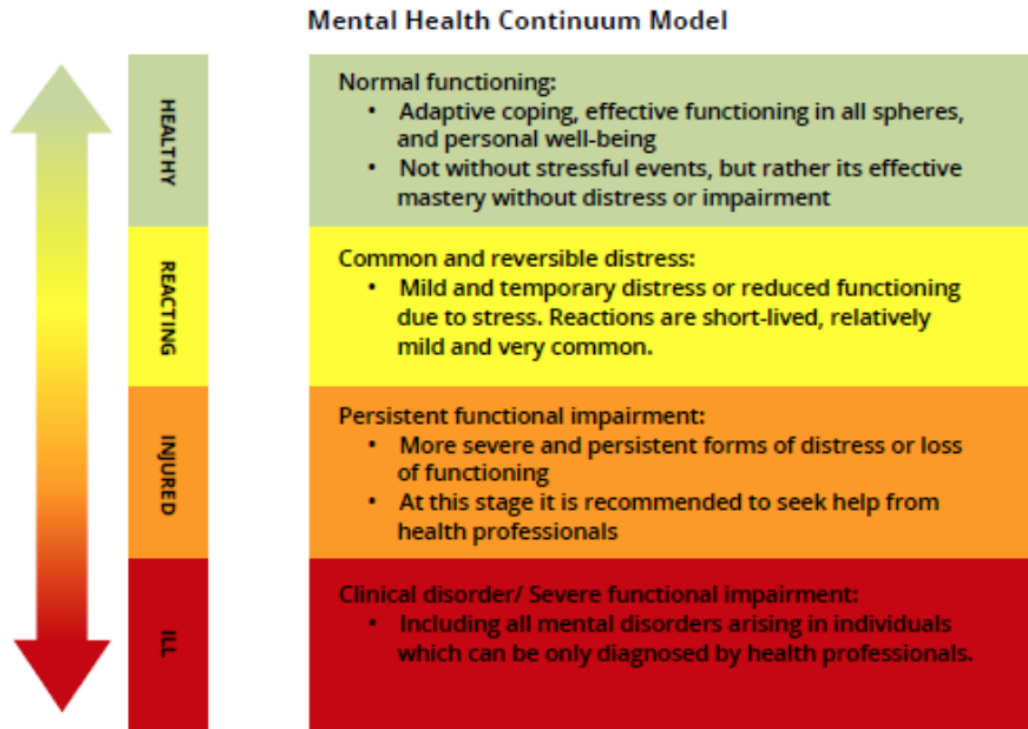 Mental Health Continuum Model
HEALTHY
Normal functioning:
• Adaptive coping, effective functioning in all spheres,
and personal well-being
• Not without stressful events, but rather its effective
mastery without distress or impairment
REACTING
Common and reversible distress:
• Mild and temporary distress or reduced functioning
due to stress. Reactions are short-lived, relatively
mild and very common.
INJURED
Persistent functional impairment:
• More severe and persistent forms of distress or loss
of functioning
• At this stage it is recommended to seek help from
health professionals
ILL
Clinical disorder/ Severe functional impairment:
• Including all mental disorders arising in individuals
which can be only diagnosed by health professionals.